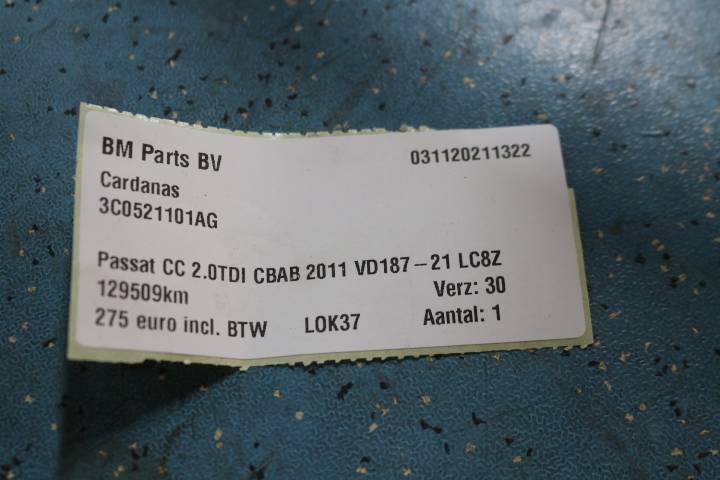 BM Parts BV 031120211322
Cardanas
3C0521101AG
Passat CC 2.0TDI CBAB 2011 VD187-21 LC8Z
129509km Verz: 30
275 euro incl. BTW LOK37 Aantal: 1